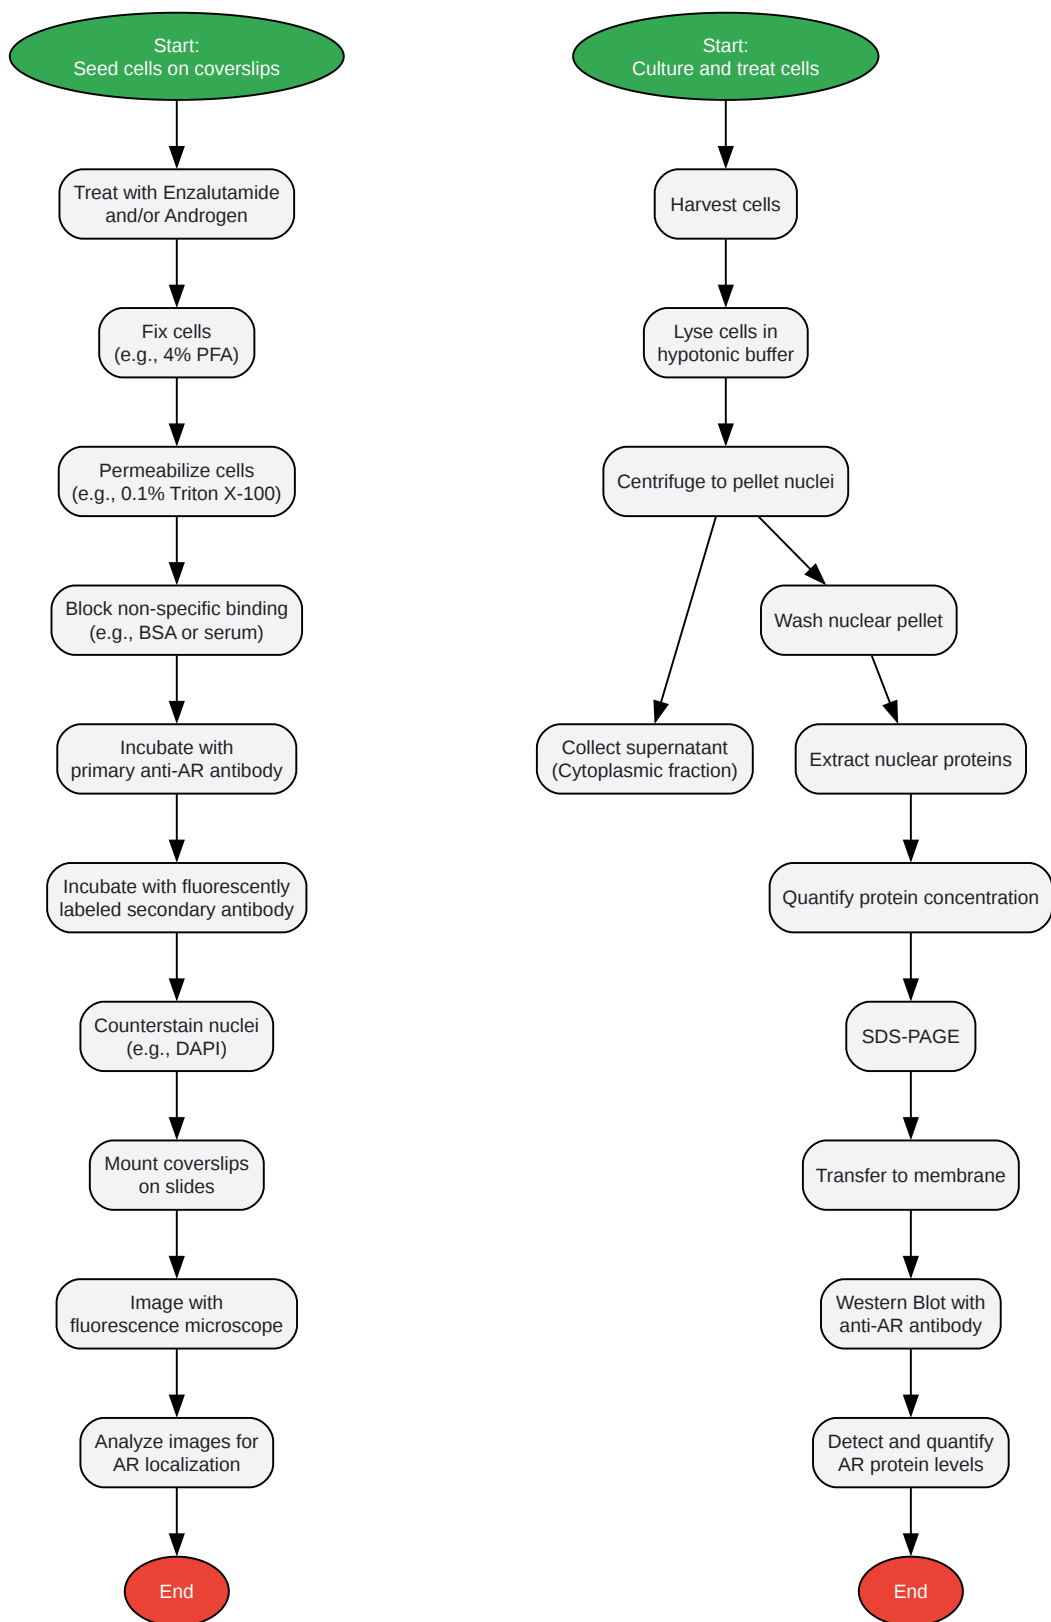 Start:
Seed cells on coverslips
Treat with Enzalutamide
and/or Androgen
Fix cells
(e.g., 4% PFA)
Permeabilize cells
(e.g., 0.1% Triton X-100)
Block non-specific binding
(e.g., BSA or serum)
Incubate with
primary anti-AR antibody
Incubate with fluorescently
labeled secondary antibody
Counterstain nuclei
(e.g., DAPI)
Mount coverslips
on slides
Image with
fluorescence microscope
Analyze images for
AR localization
End
Start:
Culture and treat cells
Harvest cells
Lyse cells in
hypotonic buffer
Centrifuge to pellet nuclei
Wash nuclear pellet
Collect supernatant
(Cytoplasmic fraction)
Extract nuclear proteins
Quantify protein concentration
SDS-PAGE
Transfer to membrane
Western Blot with
anti-AR antibody
Detect and quantify
AR protein levels
End